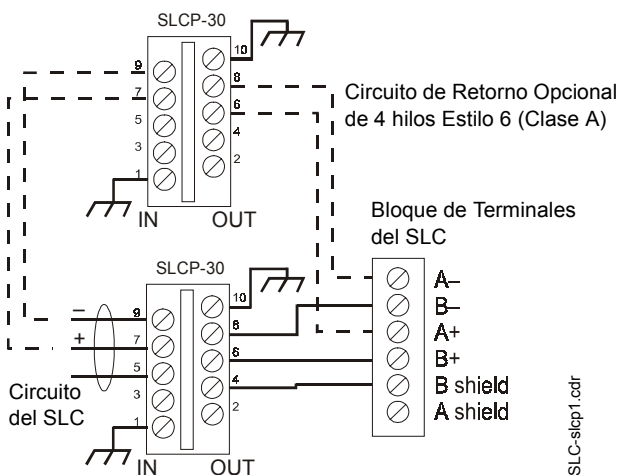 SLCP-30
10
9
8
7
6
5
4
3
2
1
IN OUT
Circuito de Retorno Opcional
de 4 hilos Estilo 6 (Clase A)
Bloque de Terminales
del SLC
A–
B–
A+
B+
B shield
A shield
SLCP-30
10
– 9
8
+ 7
6
5
4
3
2
1
IN OUT
Circuito
del SLC
SLC-slcp1.cdr